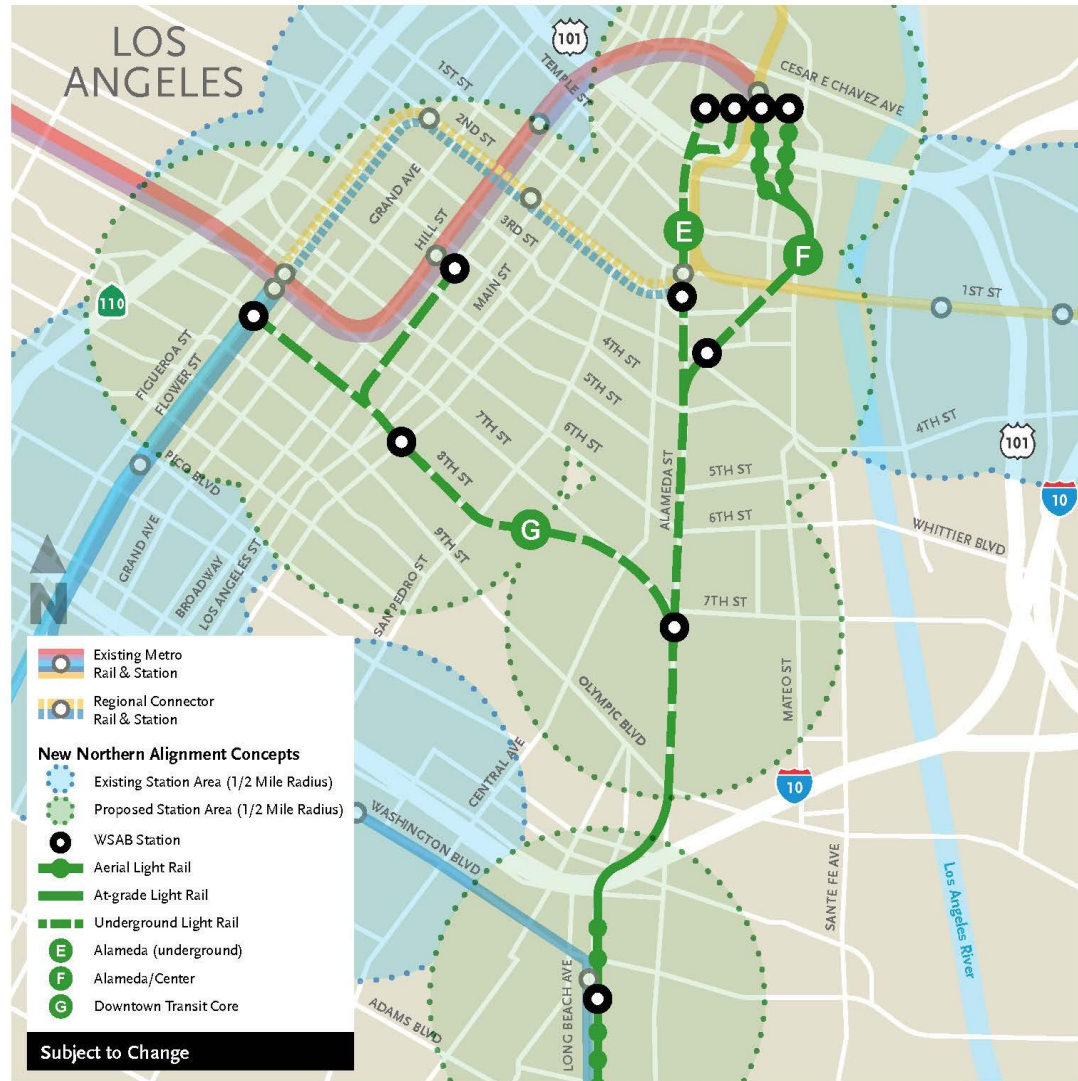 LOS
ANGELES
101
1ST ST
TEMPLE ST
CESAR E CHAVEZ AVE
2ND ST
GRAND AVE
3RD ST
HILL ST
E
F
MAIN ST
110
1ST ST
FIGUEROA ST
FLOWER ST
4TH ST
5TH ST
7TH ST
6TH ST
4TH ST
101
PICO BLVD
8TH ST
ALAMEDA ST
5TH ST
10
6TH ST
G
WHITTIER BLVD
GRAND AVE
9TH ST
BROADWAY
LOS ANGELES ST
SAN PEDRO ST
7TH ST
N
MATEO ST
OLYMPIC BLVD
10
CENTRAL AVE
WASHINGTON BLVD
SANTE FE AVE
Los Angeles River
LONG BEACH AVE
ADAMS BLVD
Existing Metro
Rail & Station
Regional Connector
Rail & Station
New Northern Alignment Concepts
Existing Station Area (1/2 Mile Radius)
Proposed Station Area (1/2 Mile Radius)
WSAB Station
Aerial Light Rail
At-grade Light Rail
Underground Light Rail
E Alameda (underground)
F Alameda/Center
G Downtown Transit Core
Subject to Change